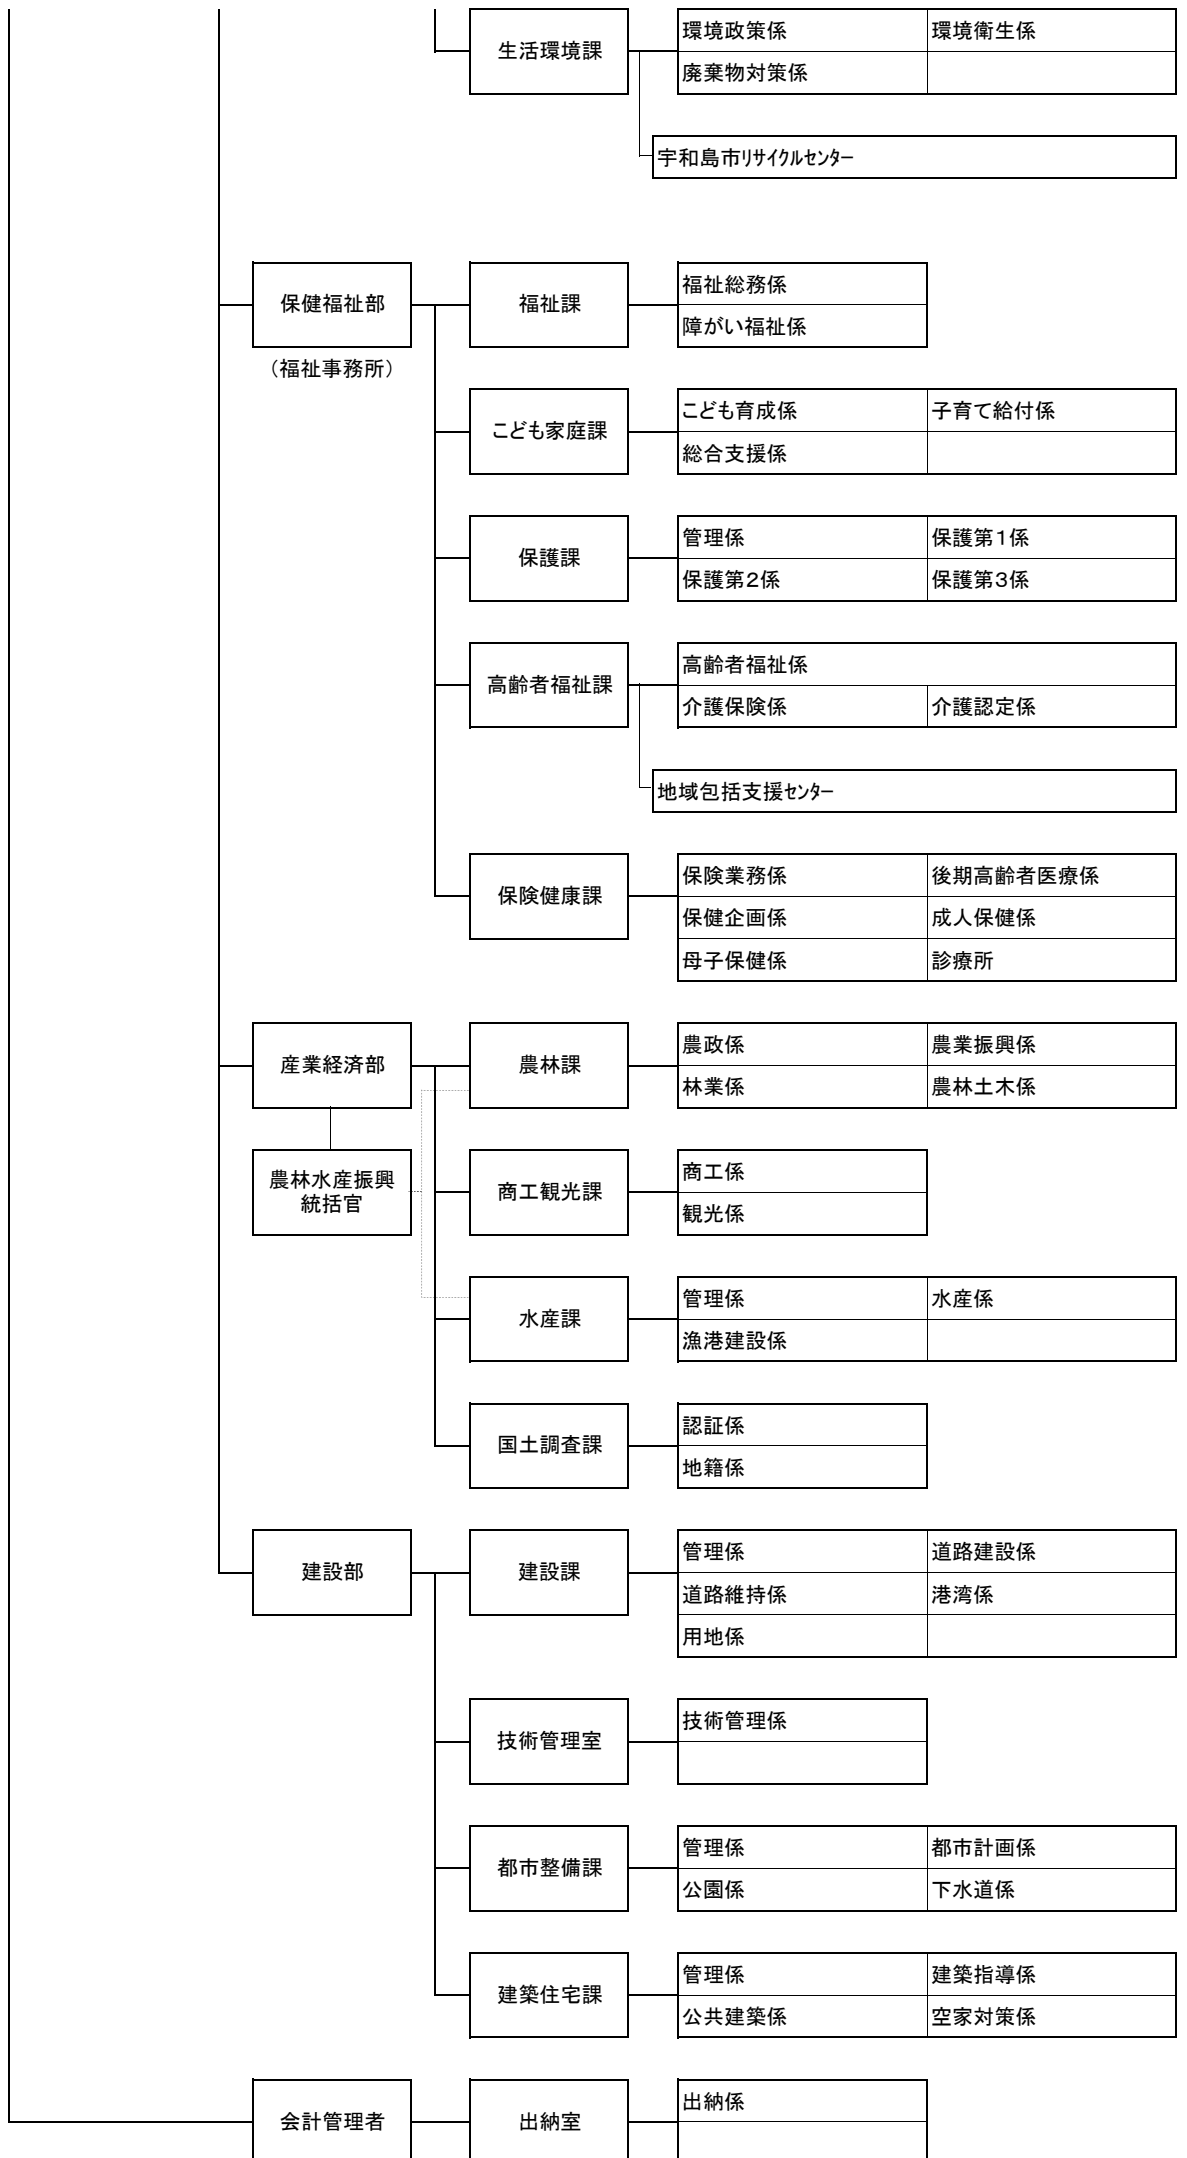 生活環境課
環境政策係 環境衛生係
廃棄物対策係
宇和島市ﾘｻｲｸﾙｾﾝﾀｰ
保健福祉部
（福祉事務所）
福祉課
福祉総務係
障がい福祉係
こども家庭課
こども育成係 子育て給付係
総合支援係
保護課
管理係 保護第１係
保護第２係 保護第３係
高齢者福祉課
高齢者福祉係
介護保険係 介護認定係
地域包括支援ｾﾝﾀｰ
保険健康課
保険業務係 後期高齢者医療係
保健企画係 成人保健係
母子保健係 診療所
産業経済部
農林水産振興
統括官
農林課
農政係 農業振興係
林業係 農林土木係
商工観光課
商工係
観光係
水産課
管理係 水産係
漁港建設係
国土調査課
認証係
地籍係
建設部
建設課
管理係 道路建設係
道路維持係 港湾係
用地係
技術管理室
技術管理係
都市整備課
管理係 都市計画係
公園係 下水道係
建築住宅課
管理係 建築指導係
公共建築係 空家対策係
会計管理者
出納室
出納係